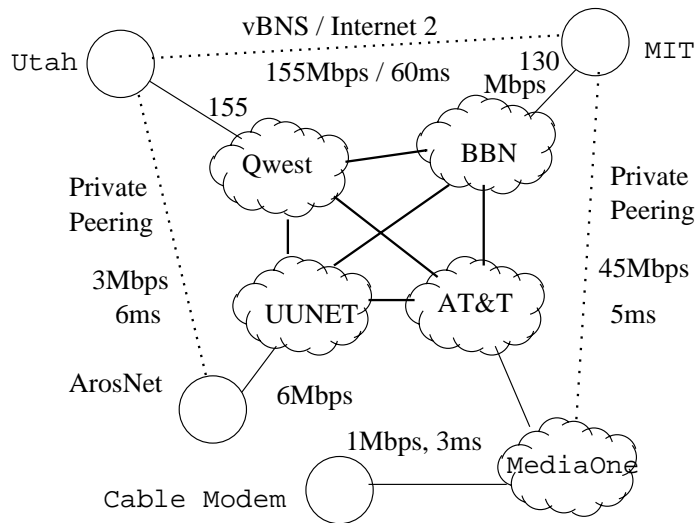 vBNS / Internet 2
Utah
MIT
155Mbps / 60ms
130
Mbps
155
Qwest
BBN
Private
Peering
Private
Peering
3Mbps
6ms
45Mbps
5ms
UUNET
AT&T
ArosNet
6Mbps
1Mbps, 3ms
MediaOne
Cable Modem